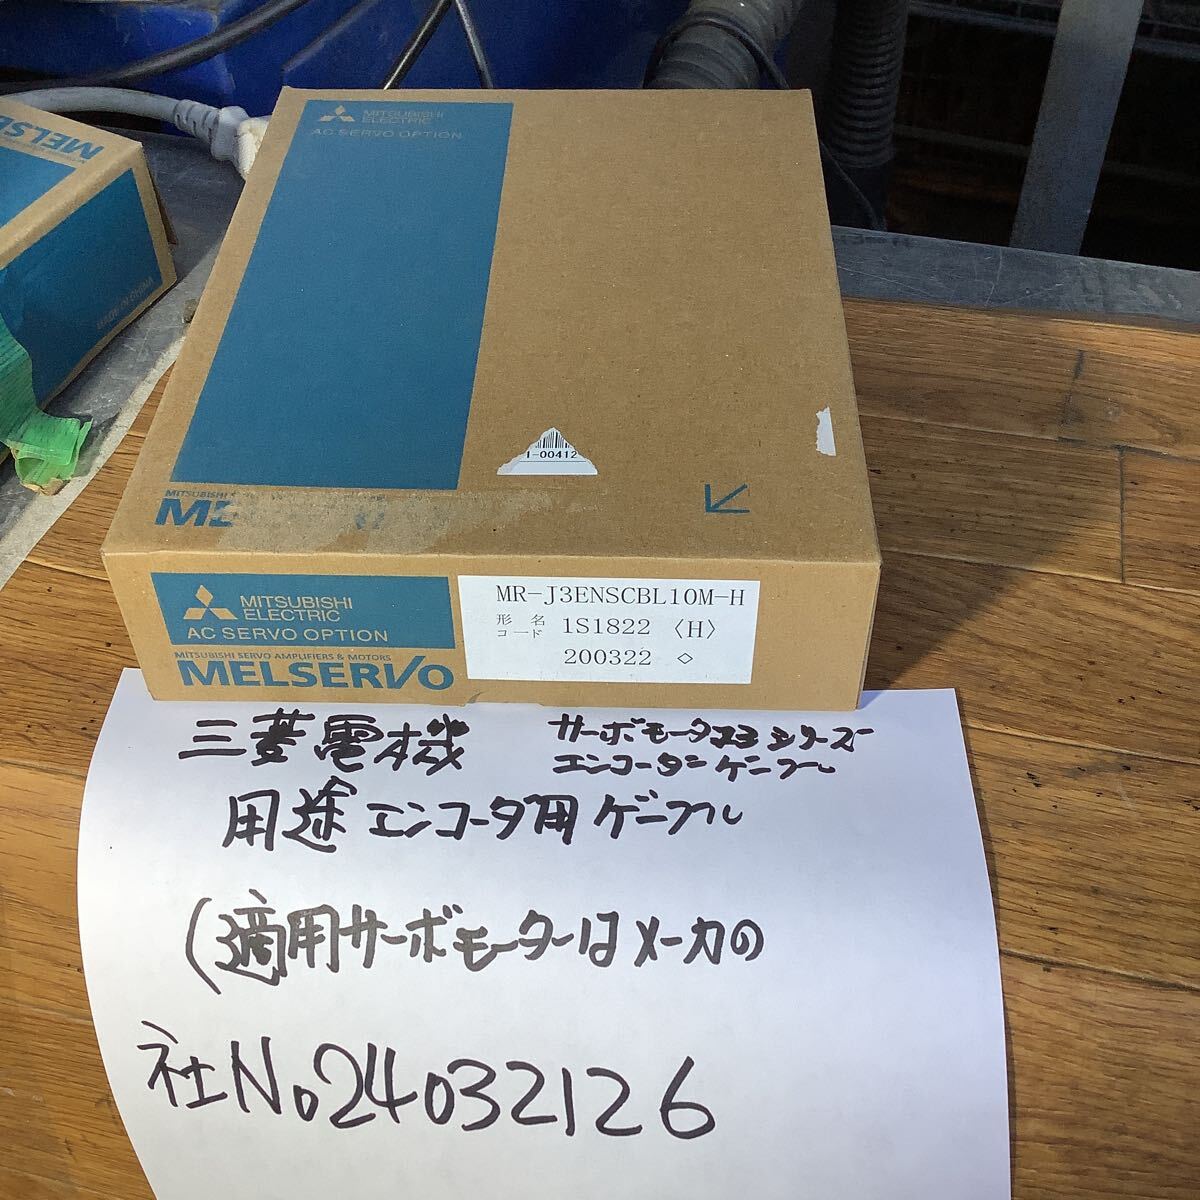 MITSUBISHI
ELECTRIC
AC SERVO OPTION
MELSE
I-00412
MITSUBISHI
ME
MITSUBISHI
ELECTRIC
AC SERVO OPTION
MITSUBISHI SERVO AMPLIFIERS & MOTORS
MELSERVO
MR-J3ENSCBL10M-H
形名
コード 1S1822 〈H〉
200322 ◇
三菱電機
サーボモータJ3シリーズ
エンコーダーケーブル
用途エンコーダ用ケーブル
(適用サーボモーターはメーカの
社No24032126